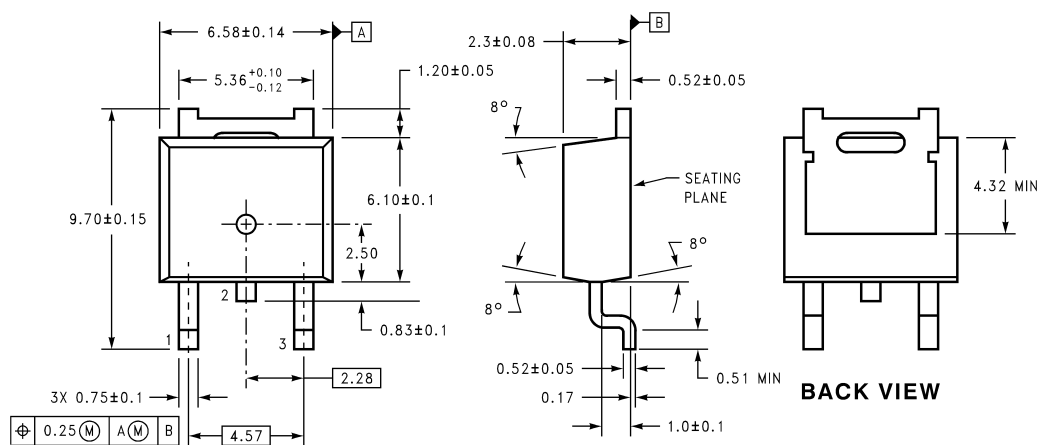 6.58±0.14
A
5.36 +0.10 -0.12
1.20±0.05
9.70±0.15
6.10±0.1
2.50
2
0.83±0.1
1
3
2.28
3X 0.75±0.1
⌖ 0.25 Ⓜ A Ⓜ B
4.57
B
2.3±0.08
0.52±0.05
8°
SEATING
PLANE
8°
8°
0.52±0.05
0.51 MIN
0.17
1.0±0.1
4.32 MIN
BACK VIEW